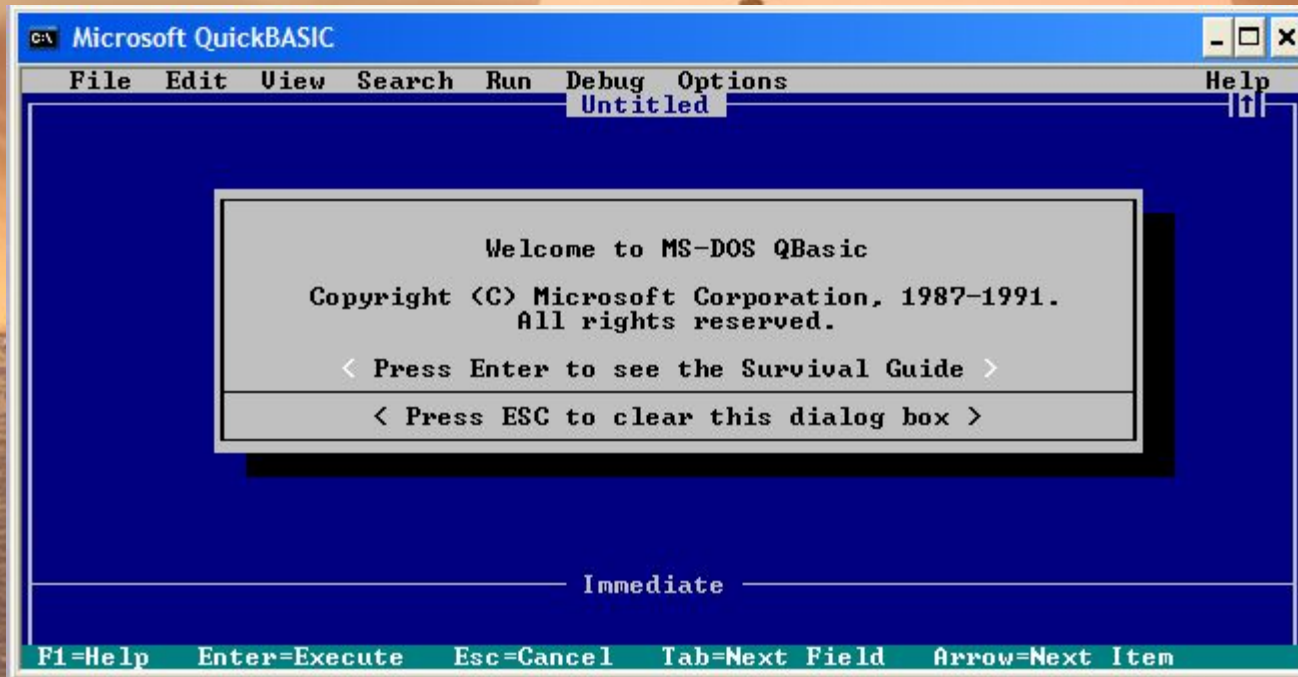 Microsoft QuickBASIC
File Edit View Search Run Debug Options Help
Untitled
Welcome to MS-DOS QBasic
Copyright (C) Microsoft Corporation, 1987-1991.
All rights reserved.
< Press Enter to see the Survival Guide >
< Press ESC to clear this dialog box >
Immediate
F1=Help Enter=Execute Esc=Cancel Tab=Next Field Arrow=Next Item